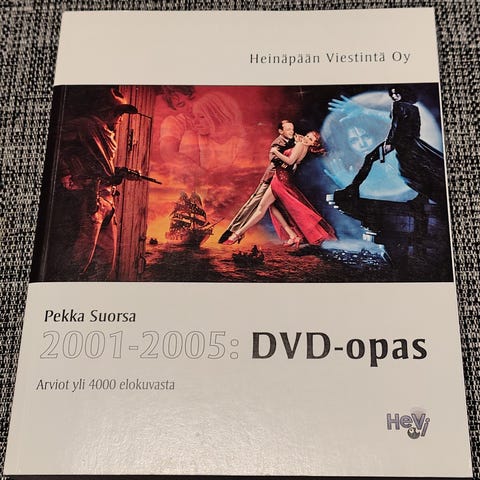 Heinäpään Viestintä Oy
Pekka Suorsa
2001-2005: DVD-opas
Arviot yli 4000 elokuvasta
HeVi